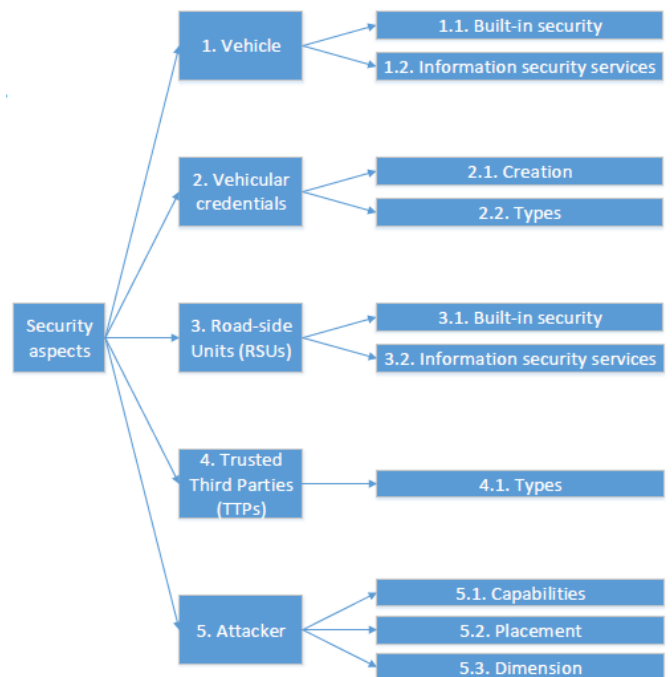 1. Vehicle
1.1. Built-in security
1.2. Information security services
2. Vehicular
credentials
2.1. Creation
2.2. Types
Security
aspects
3. Road-side
Units (RSUs)
3.1. Built-in security
3.2. Information security services
4. Trusted
Third Parties
(TTPs)
4.1. Types
5. Attacker
5.1. Capabilities
5.2. Placement
5.3. Dimension